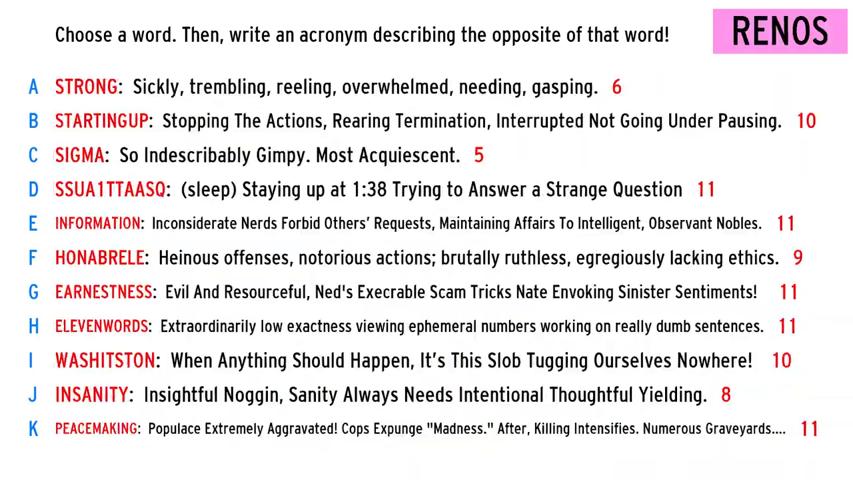 Choose a word. Then, write an acronym describing the opposite of that word!
RENOS
A STRONG: Sickly, trembling, reeling, overwhelmed, needing, gasping. 6
B STARTINGUP: Stopping The Actions, Rearing Termination, Interrupted Not Going Under Pausing. 10
C SIGMA: So Indescribably Gimpy. Most Acquiescent. 5
D SSUA1TTAASQ: (sleep) Staying up at 1:38 Trying to Answer a Strange Question 11
E INFORMATION: Inconsiderate Nerds Forbid Others' Requests, Maintaining Affairs To Intelligent, Observant Nobles. 11
F HONABRELE: Heinous offenses, notorious actions; brutally ruthless, egregiously lacking ethics. 9
G EARNESTNESS: Evil And Resourceful, Ned's Execrable Scam Tricks Nate Envoking Sinister Sentiments! 11
H ELEVENWORDS: Extraordinarily low exactness viewing ephemeral numbers working on really dumb sentences. 11
I WASHITSTON: When Anything Should Happen, It's This Slob Tugging Ourselves Nowhere! 10
J INSANITY: Insightful Noggin, Sanity Always Needs Intentional Thoughtful Yielding. 8
K PEACEMAKING: Populace Extremely Aggravated! Cops Expunge "Madness." After, Killing Intensifies. Numerous Graveyards.... 11